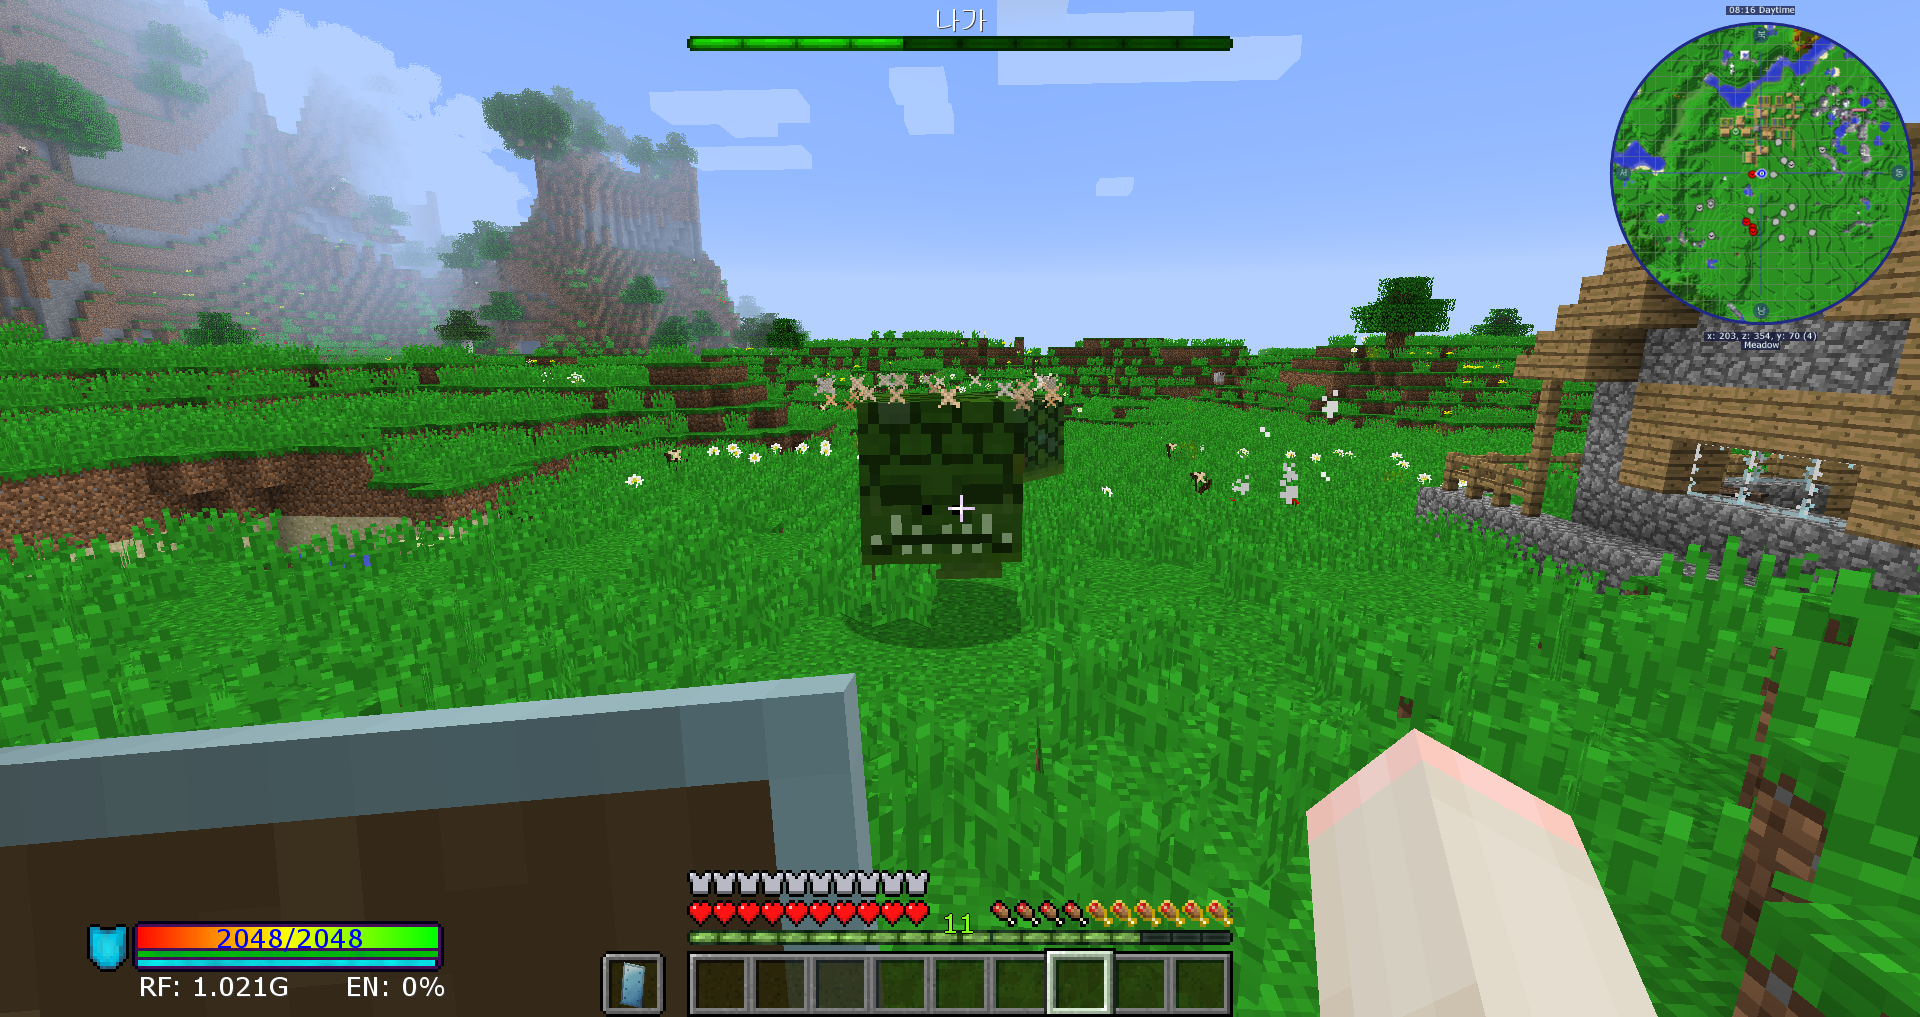 나가
08:16 Daytime
x: 203, z: 354, y: 70 (4)
Meadow
11
2048/2048
RF: 1.021G EN: 0%